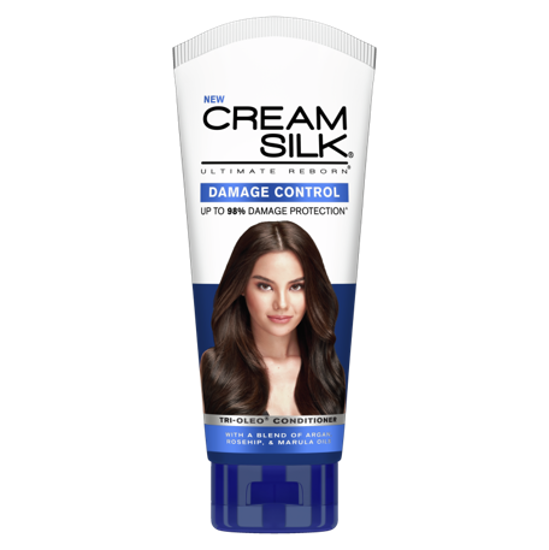 NEW
CREAM
SILK®
ULTIMATE REBORN®
DAMAGE CONTROL
UP TO 98% DAMAGE PROTECTION*
TRI-OLEO® CONDITIONER
WITH A BLEND OF ARGAN,
ROSEHIP, & MARULA OILS